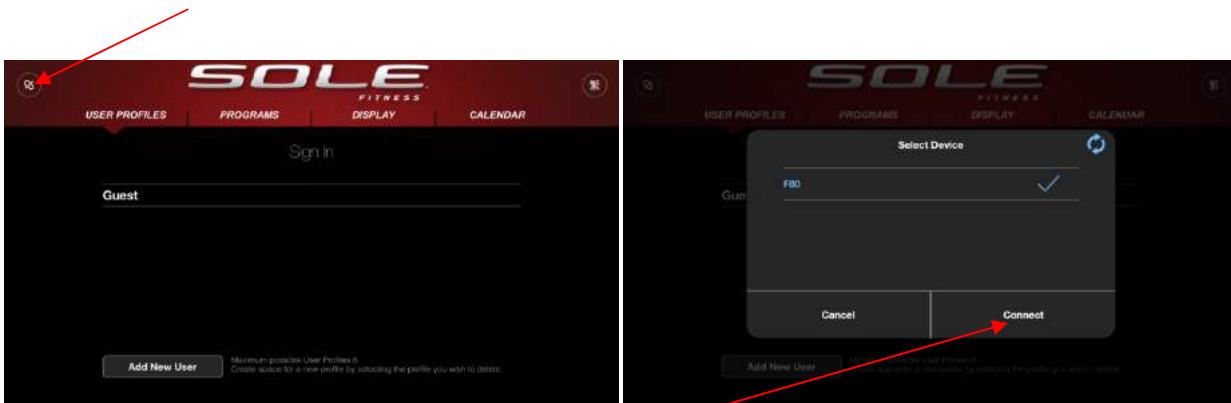 SOLE
FITNESS
USER PROFILES PROGRAMS DISPLAY CALENDAR
Sign In
Guest
Add New User
Maximum possible User Profiles 8.
Create space for a new profile by selecting the profile you wish to delete.
SOLE
FITNESS
USER PROFILES PROGRAMS DISPLAY CALENDAR
Select Device
F80
Gue
Cancel Connect
Add New User